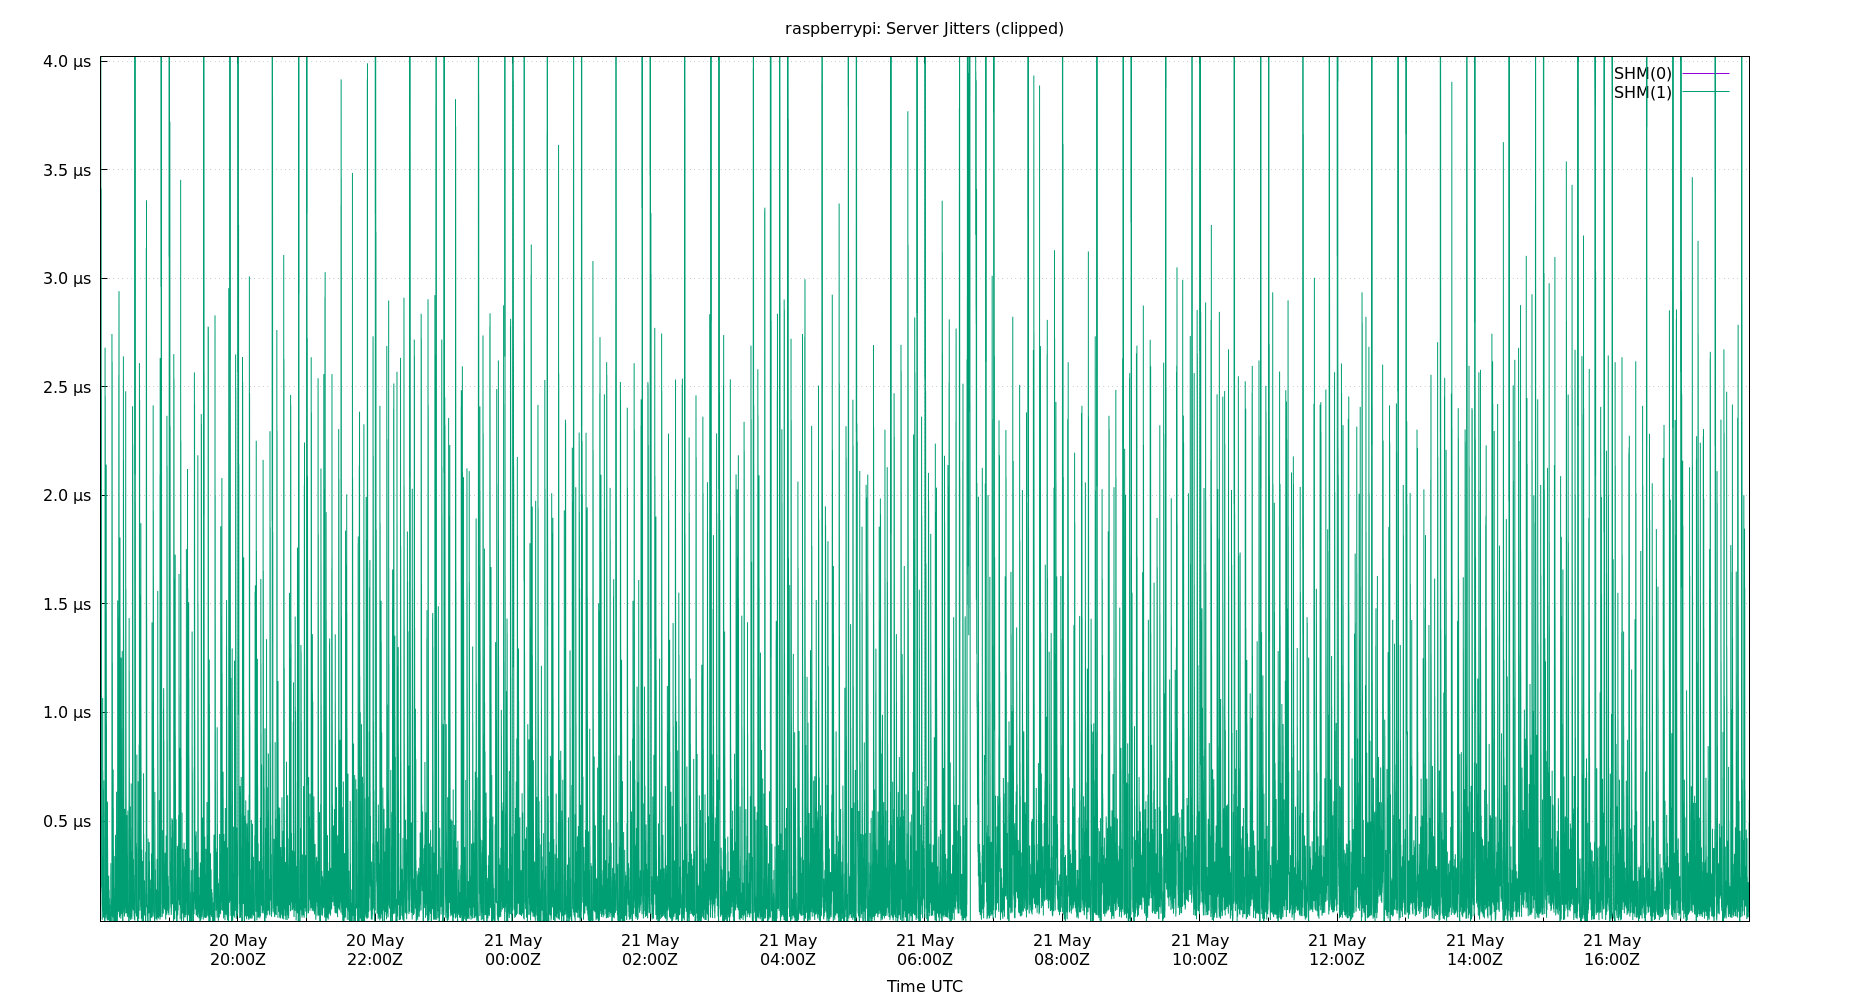 raspberrypi: Server Jitters (clipped)
4.0 µs
3.5 µs
3.0 µs
2.5 µs
2.0 µs
1.5 µs
1.0 µs
0.5 µs
SHM(0)
SHM(1)
20 May
20:00Z
20 May
22:00Z
21 May
00:00Z
21 May
02:00Z
21 May
04:00Z
21 May
06:00Z
21 May
08:00Z
21 May
10:00Z
21 May
12:00Z
21 May
14:00Z
21 May
16:00Z
Time UTC